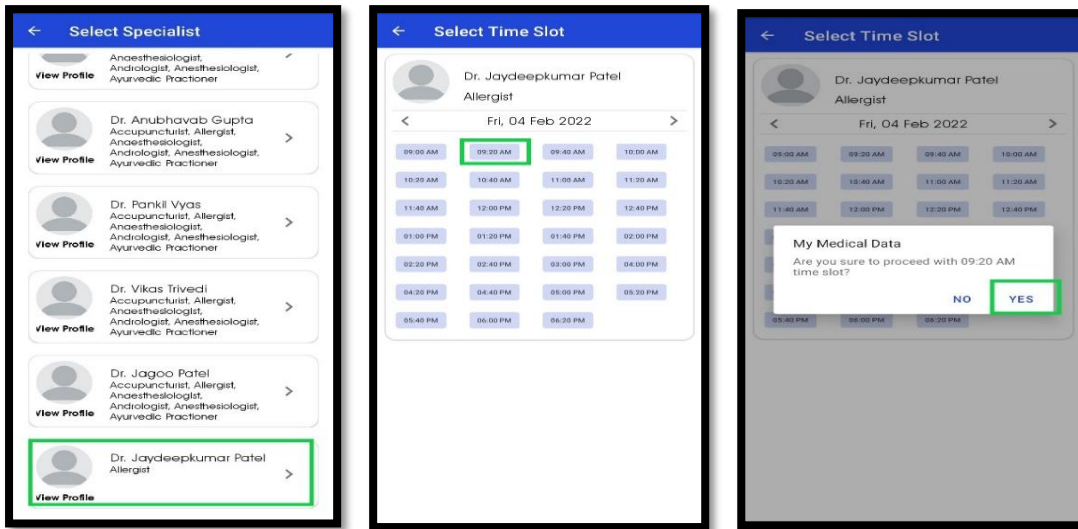 ← Select Specialist
Anaesthesiologist,
Andrologist, Anesthesiologist,
Ayurvedic Practioner
View Profile
Dr. Anubhavab Gupta
Accupuncturist, Allergist,
Anaesthesiologist,
Andrologist, Anesthesiologist,
Ayurvedic Practioner
View Profile
Dr. Pankil Vyas
Accupuncturist, Allergist,
Anaesthesiologist,
Andrologist, Anesthesiologist,
Ayurvedic Practioner
View Profile
Dr. Vikas Trivedi
Accupuncturist, Allergist,
Anaesthesiologist,
Andrologist, Anesthesiologist,
Ayurvedic Practioner
View Profile
Dr. Jagoo Patel
Accupuncturist, Allergist,
Anaesthesiologist,
Andrologist, Anesthesiologist,
Ayurvedic Practioner
View Profile
Dr. Jaydeepkumar Patel
Allergist
View Profile
← Select Time Slot
Dr. Jaydeepkumar Patel
Allergist
< Fri, 04 Feb 2022 >
09:00 AM 09:20 AM 09:40 AM 10:00 AM
10:20 AM 10:40 AM 11:00 AM 11:20 AM
11:40 AM 12:00 PM 12:20 PM 12:40 PM
01:00 PM 01:20 PM 01:40 PM 02:00 PM
02:20 PM 02:40 PM 03:00 PM 04:00 PM
04:20 PM 04:40 PM 05:00 PM 05:20 PM
05:40 PM 06:00 PM 06:20 PM
← Select Time Slot
Dr. Jaydeepkumar Patel
Allergist
< Fri, 04 Feb 2022 >
09:00 AM 09:20 AM 09:40 AM 10:00 AM
10:20 AM 10:40 AM 11:00 AM 11:20 AM
11:40 AM 12:00 PM 12:20 PM 12:40 PM
My Medical Data
Are you sure to proceed with 09:20 AM
time slot?
NO YES
05:40 PM 06:00 PM 06:20 PM